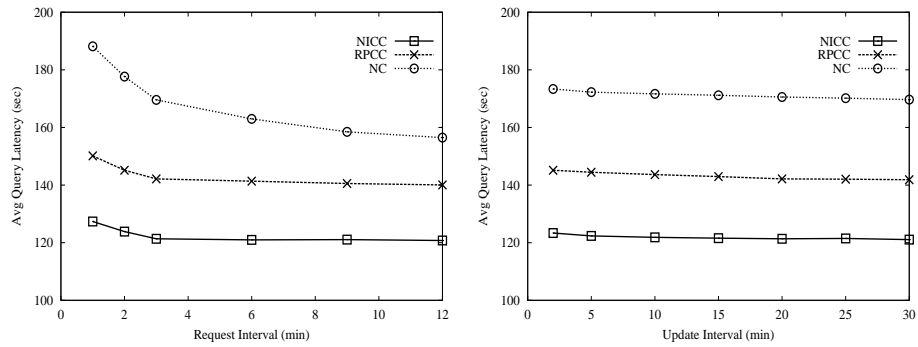 200
180
160
140
120
100
0
2
4
6
8
10
12
Avg Query Latency (sec)
Request Interval (min)
NICC
RPCC
NC
200
180
160
140
120
100
0
5
10
15
20
25
30
Avg Query Latency (sec)
Update Interval (min)
NICC
RPCC
NC